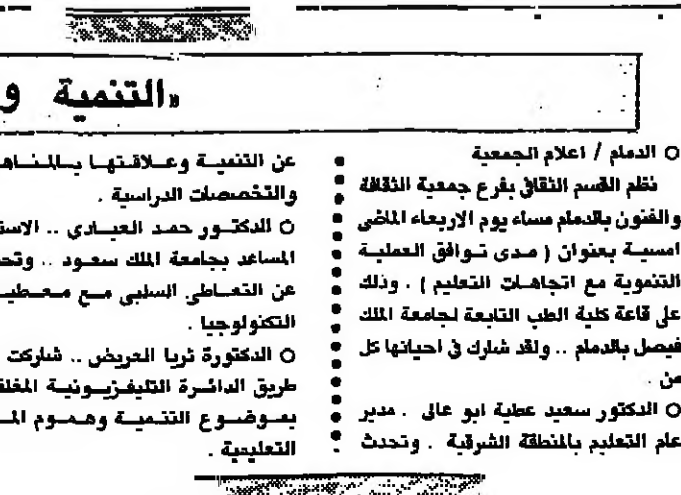 «التنمية و
O الدمام / اعلام الجمعية
نظم القسم الثقافي بفرع جمعية الثقافة
والفنون بالدمام مساء يوم الاربعاء الماضي
امسية بعنوان ( مدى توافق العملية
التنموية مع اتجاهات التعليم ) . وذلك
على قاعة كلية الطب التابعة لجامعة الملك
فيصل بالدمام .. ولقد شارك في احيانها كل
من .
O الدكتور سعيد عطية ابو عالي . مدير
عام التعليم بالمنطقة الشرقية . وتحدث
عن التنمية وعلاقتها بالمناه
والتخصصات الدراسية .
O الدكتور حمد العبادي .. الاست
المساعد بجامعة الملك سعود .. وتحد
عن التعاطي السلبي مع معطي
التكنولوجيا .
O الدكتورة ثريا العريض .. شاركت
طريق الدائرة التليفزيونية المغلق
بموضوع التنمية وهموم الم
التعليمية .